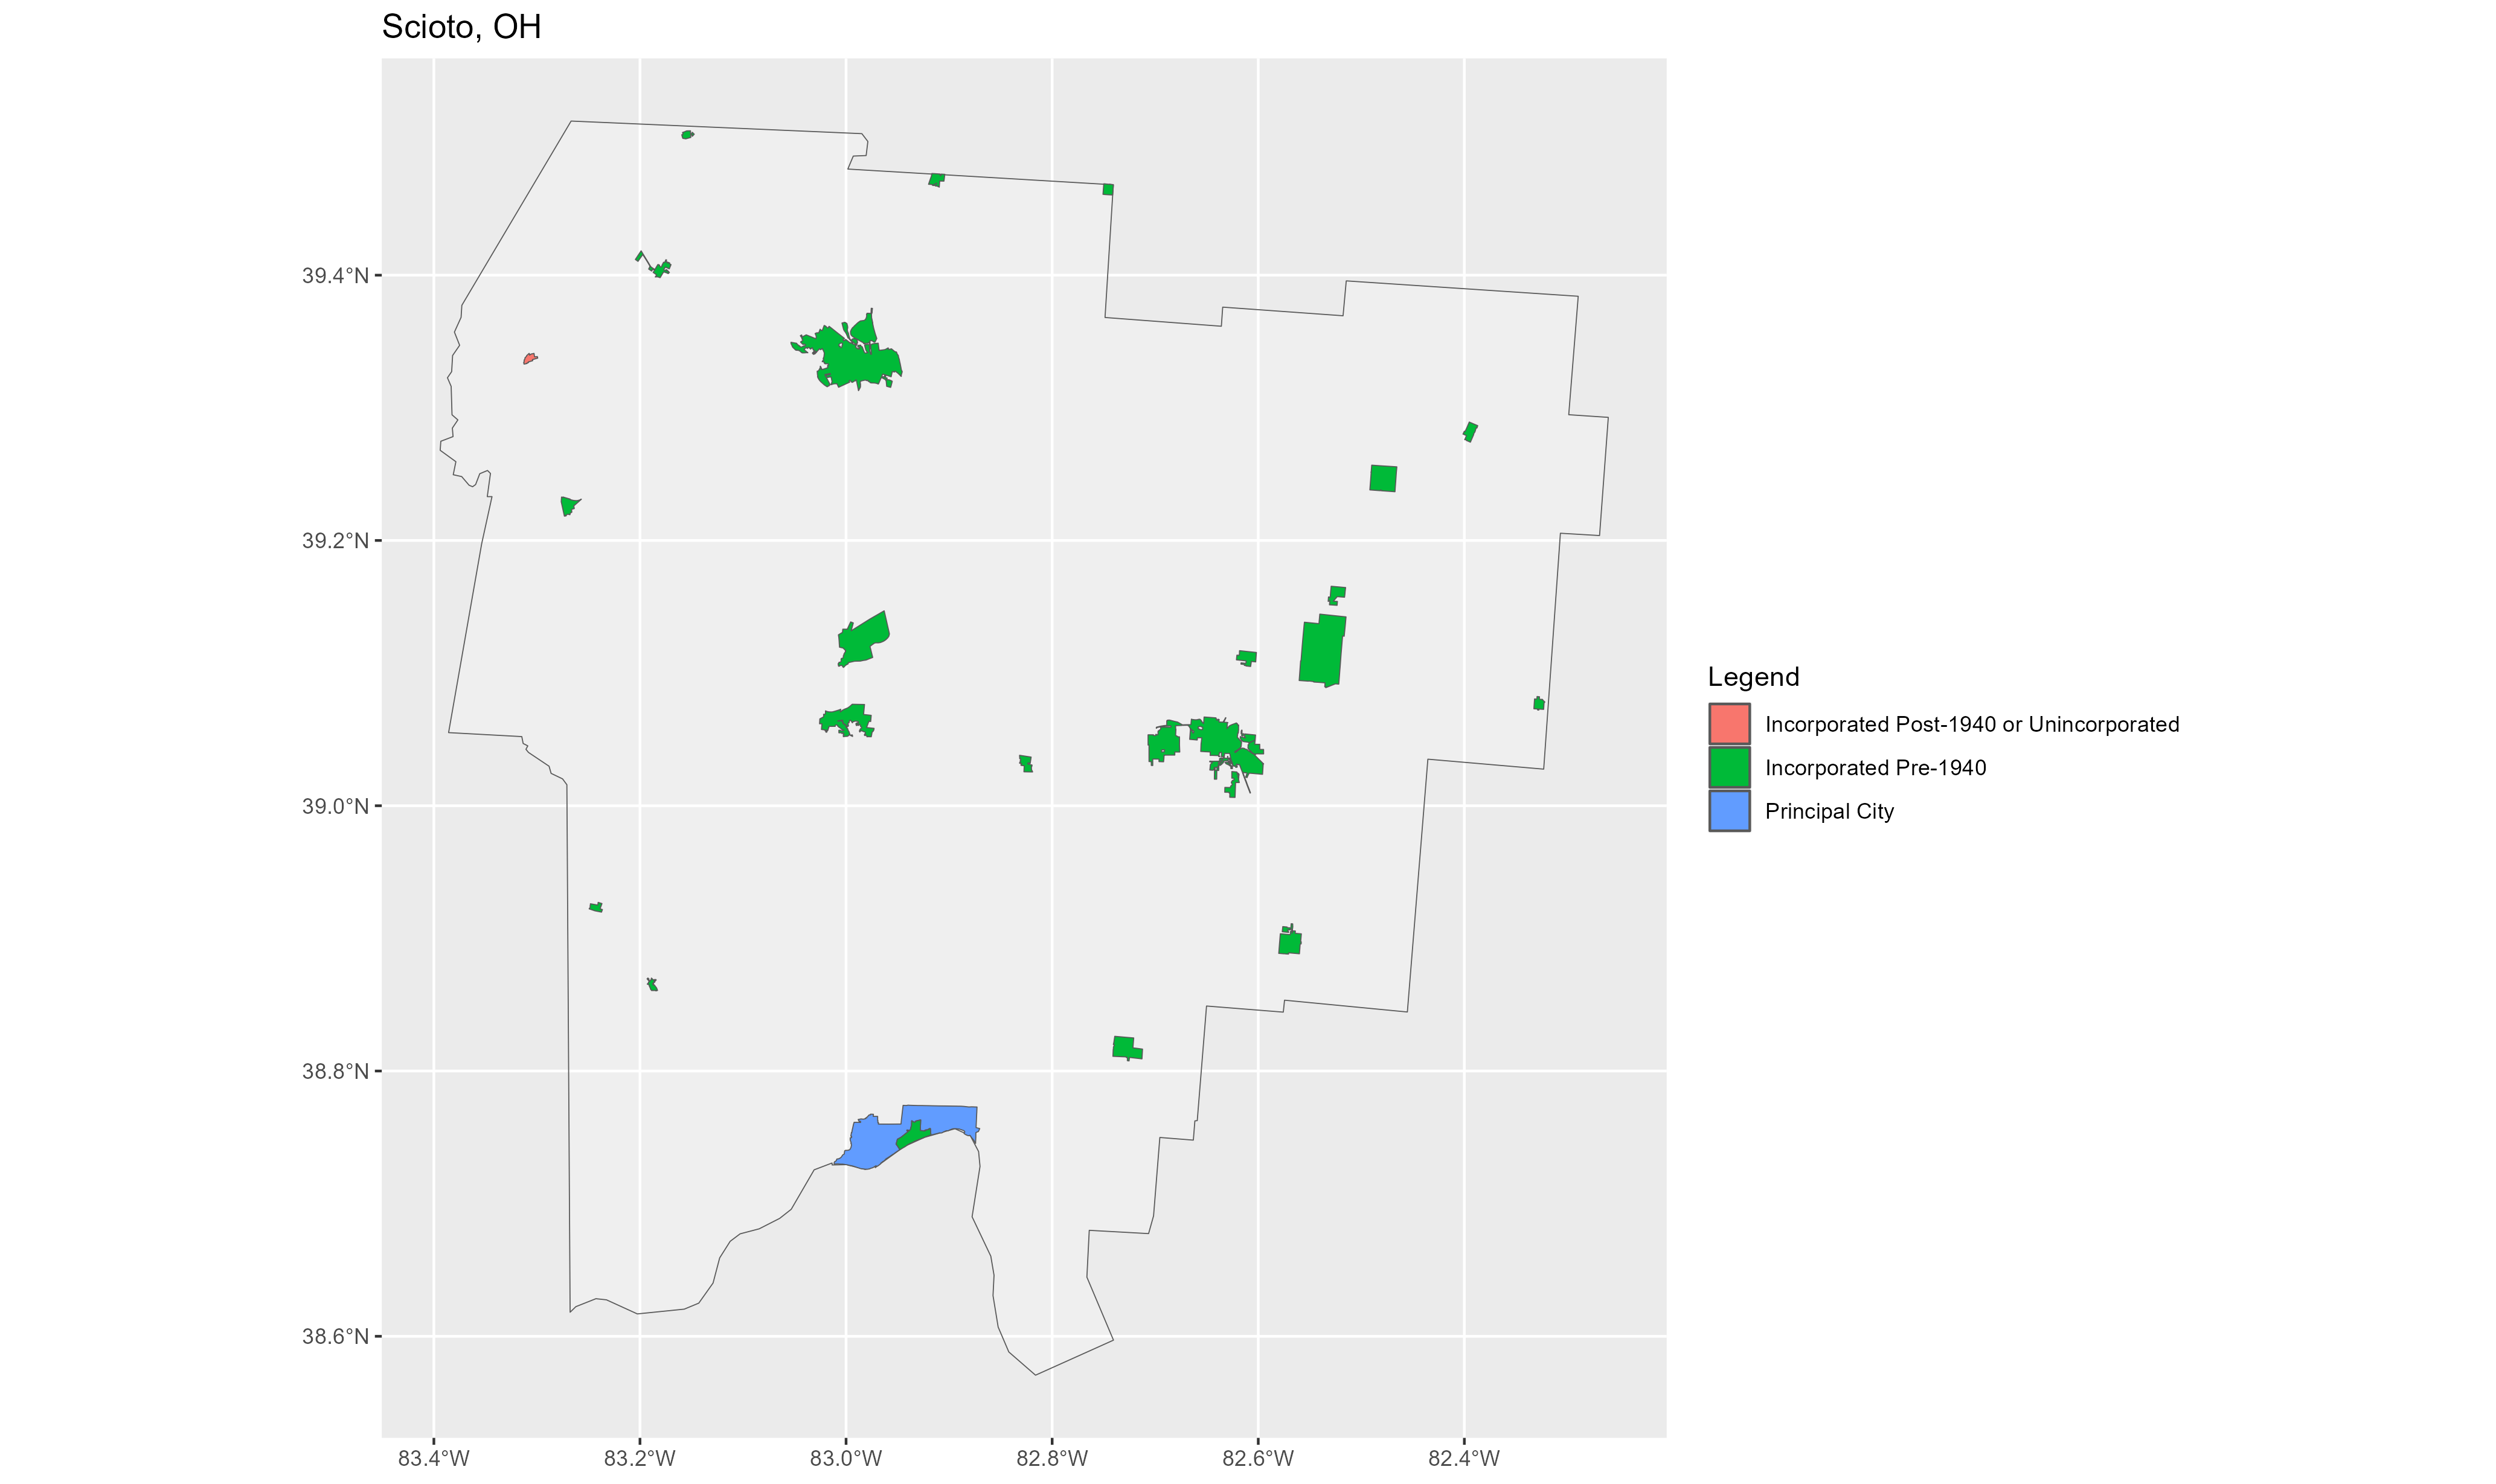 Scioto, OH
39.4°N
39.2°N
39.0°N
38.8°N
38.6°N
83.4°W 83.2°W 83.0°W 82.8°W 82.6°W 82.4°W
Legend
Incorporated Post-1940 or Unincorporated
Incorporated Pre-1940
Principal City